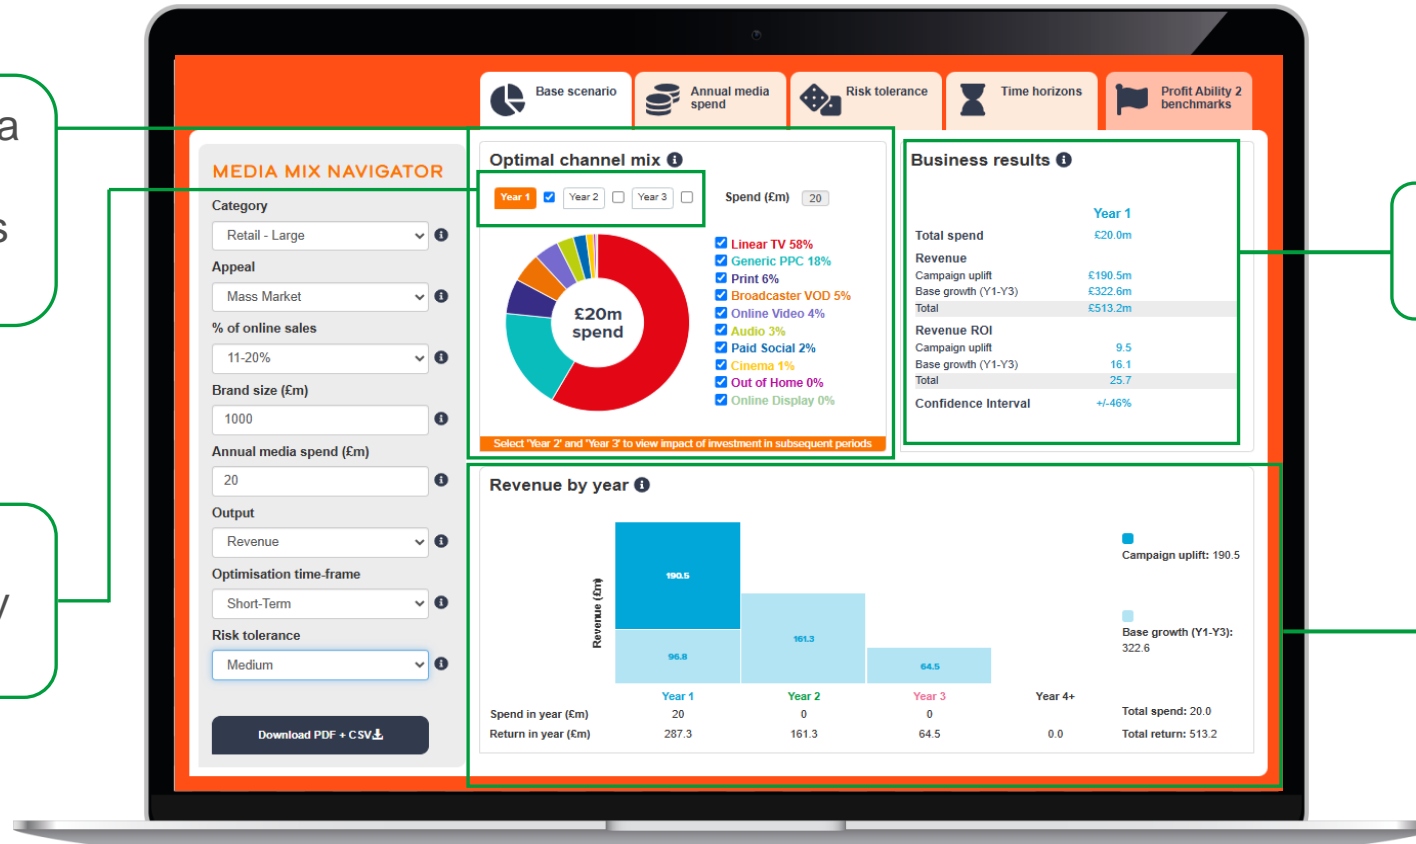 a
s
y
Base scenario
Annual media
spend
Risk tolerance
Time horizons
Profit Ability 2
benchmarks
MEDIA MIX NAVIGATOR
Category
Retail - Large
Appeal
Mass Market
% of online sales
11-20%
Brand size (£m)
1000
Annual media spend (£m)
20
Output
Revenue
Optimisation time-frame
Short-Term
Risk tolerance
Medium
Download PDF + CSV
Optimal channel mix
Year 1 Year 2 Year 3 Spend (£m) 20
£20m
spend
Linear TV 58%
Generic PPC 18%
Print 6%
Broadcaster VOD 5%
Online Video 4%
Audio 3%
Paid Social 2%
Cinema 1%
Out of Home 0%
Online Display 0%
Select 'Year 2' and 'Year 3' to view impact of investment in subsequent periods
Business results
Year 1
Total spend £20.0m
Revenue
Campaign uplift £190.5m
Base growth (Y1-Y3) £322.6m
Total £513.2m
Revenue ROI
Campaign uplift 9.5
Base growth (Y1-Y3) 16.1
Total 25.7
Confidence Interval +/-46%
Revenue by year
Revenue (£m)
190.5
96.8
161.3
64.5
Campaign uplift: 190.5
Base growth (Y1-Y3):
322.6
Year 1 Year 2 Year 3 Year 4+
Spend in year (£m) 20 0 0 Total spend: 20.0
Return in year (£m) 287.3 161.3 64.5 0.0 Total return: 513.2